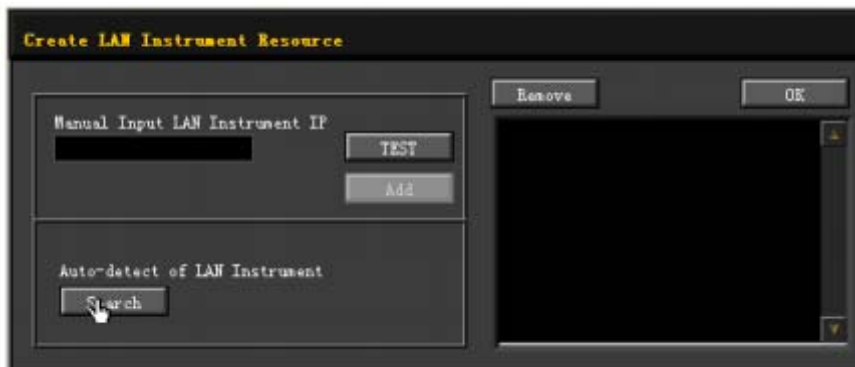 Create LAN Instrument Resource
Manual Input LAN Instrument IP
TEST
Add
Auto-detect of LAN Instrument
Search
Remove
OK